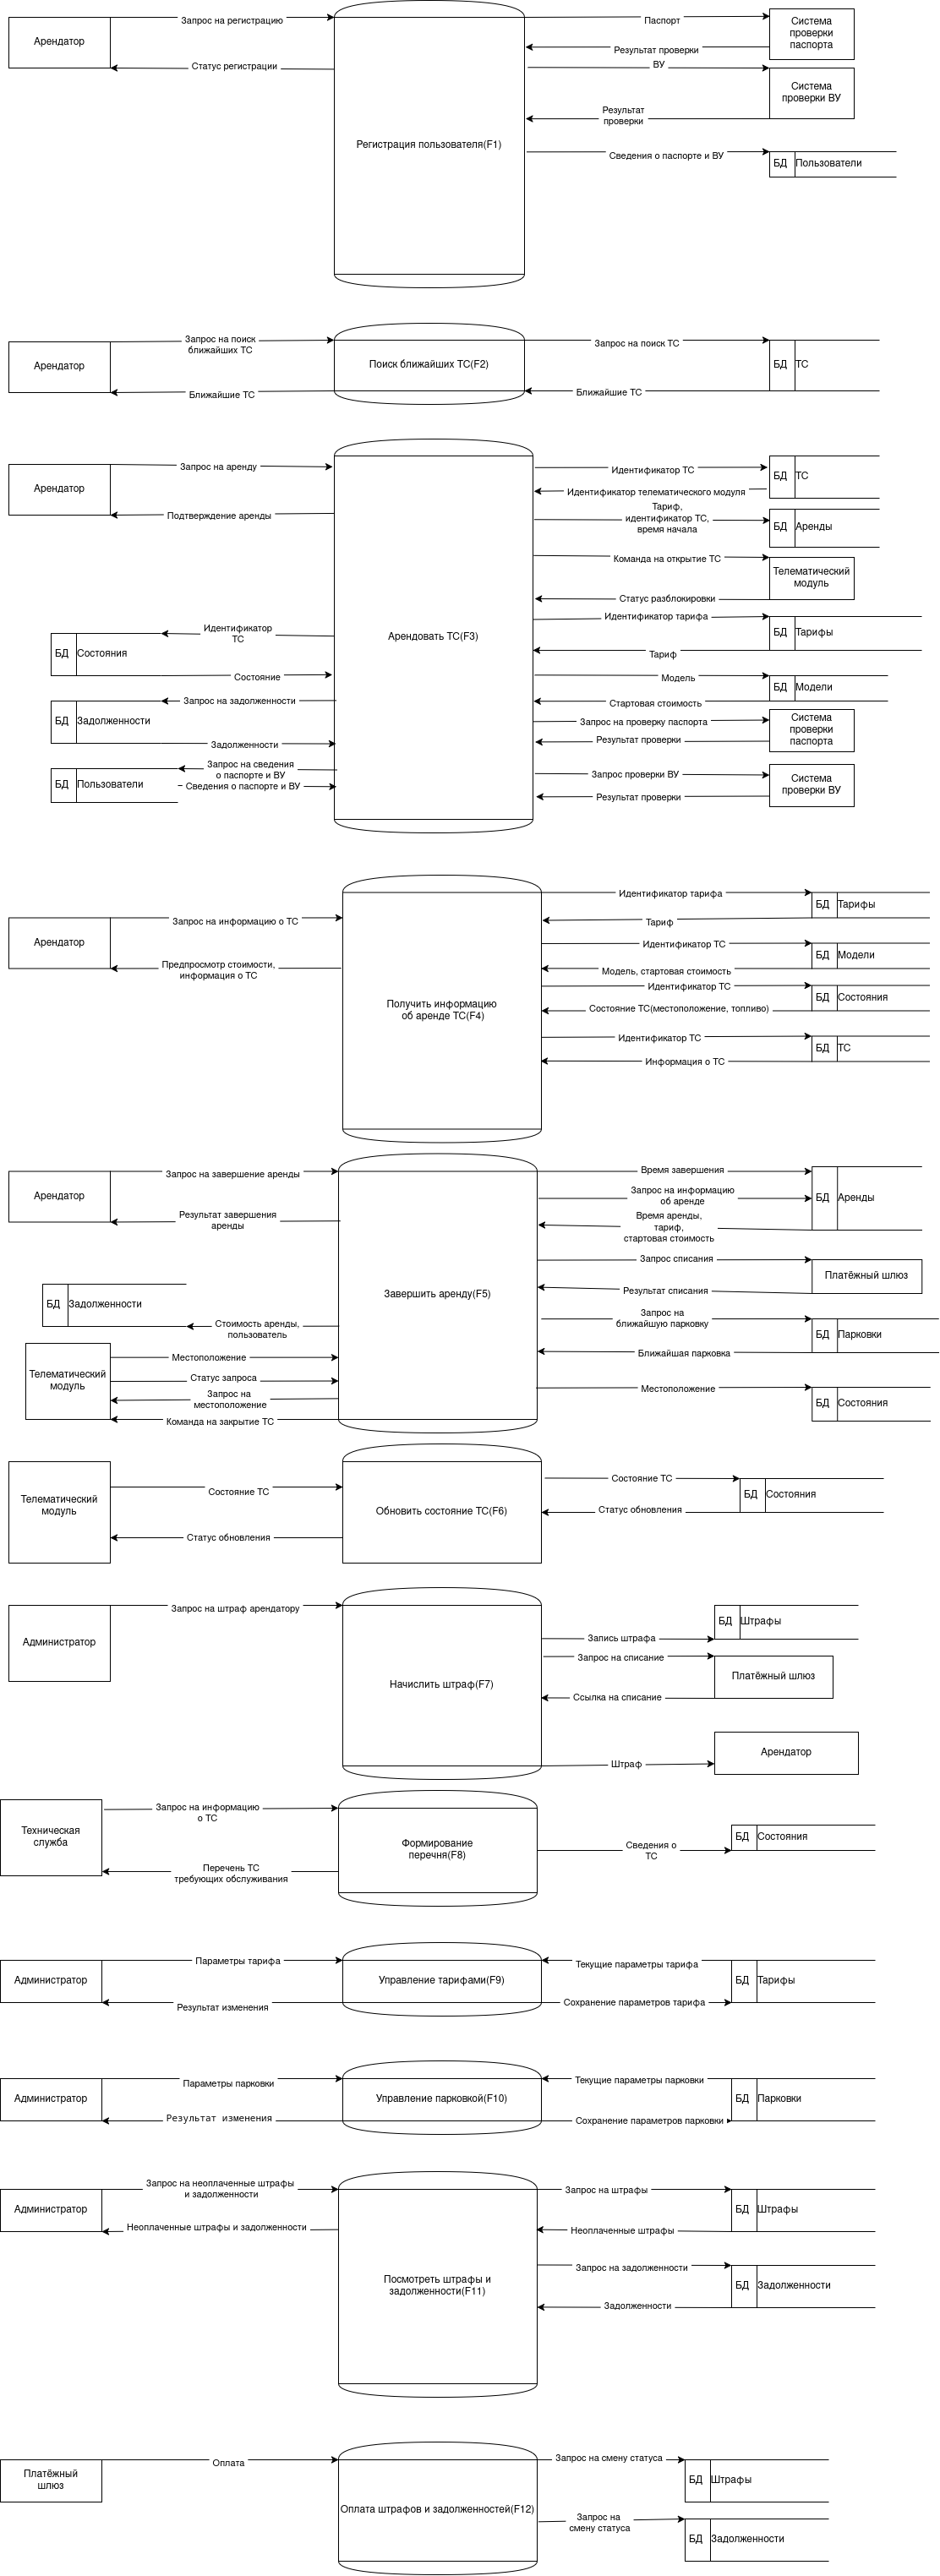 Арендатор
Запрос на регистрацию
Статус регистрации
Регистрация пользователя(F1)
Паспорт
Результат проверки
ВУ
Результат
проверки
Сведения о паспорте и ВУ
Система
проверки
паспорта
Система
проверки ВУ
БД
Пользователи
Арендатор
Запрос на поиск
ближайших ТС
Ближайшие ТС
Поиск ближайших ТС(F2)
Запрос на поиск ТС
Ближайшие ТС
БД
ТС
Арендатор
Запрос на аренду
Подтверждение аренды
БД
Состояния
Идентификатор
ТС
Состояние
БД
Задолженности
Запрос на задолженности
Задолженности
БД
Пользователи
Запрос на сведения
о паспорте и ВУ
Сведения о паспорте и ВУ
Арендовать ТС(F3)
Идентификатор ТС
Идентификатор телематического модуля
БД
ТС
Тариф,
идентификатор ТС,
время начала
БД
Аренды
Команда на открытие ТС
Статус разблокировки
Телематический
модуль
Идентификатор тарифа
Тариф
БД
Тарифы
Модель
Стартовая стоимость
БД
Модели
Запрос на проверку паспорта
Результат проверки
Система
проверки
паспорта
Запрос проверки ВУ
Результат проверки
Система
проверки ВУ
Арендатор
Запрос на информацию о ТС
Предпросмотр стоимости,
информация о ТС
Получить информацию
об аренде ТС(F4)
Идентификатор тарифа
Тариф
БД
Тарифы
Идентификатор ТС
Модель, стартовая стоимость
БД
Модели
Идентификатор ТС
Состояние ТС(местоположение, топливо)
БД
Состояния
Идентификатор ТС
Информация о ТС
БД
ТС
Арендатор
Запрос на завершение аренды
Результат завершения
аренды
БД
Задолженности
Стоимость аренды,
пользователь
Телематический
модуль
Местоположение
Статус запроса
Запрос на
местоположение
Команда на закрытие ТС
Завершить аренду(F5)
Время завершения
Запрос на информацию
об аренде
Время аренды,
тариф,
стартовая стоимость
БД
Аренды
Запрос списания
Результат списания
Платёжный шлюз
Запрос на
ближайшую парковку
Ближайшая парковка
БД
Парковки
Местоположение
БД
Состояния
Телематический
модуль
Состояние ТС
Статус обновления
Обновить состояние ТС(F6)
Состояние ТС
Статус обновления
БД
Состояния
Администратор
Запрос на штраф арендатору
Начислить штраф(F7)
Запись штрафа
БД
Штрафы
Запрос на списание
Ссылка на списание
Платёжный шлюз
Штраф
Арендатор
Техническая
служба
Запрос на информацию
о ТС
Перечень ТС
требующих обслуживания
Формирование
перечня(F8)
Сведения о
ТС
БД
Состояния
Администратор
Параметры тарифа
Результат изменения
Управление тарифами(F9)
Текущие параметры тарифа
Сохранение параметров тарифа
БД
Тарифы
Администратор
Параметры парковки
Результат изменения
Управление парковкой(F10)
Текущие параметры парковки
Сохранение параметров парковки
БД
Парковки
Администратор
Запрос на неоплаченные штрафы
и задолженности
Неоплаченные штрафы и задолженности
Посмотреть штрафы и
задолженности(F11)
Запрос на штрафы
Неоплаченные штрафы
БД
Штрафы
Запрос на задолженности
Задолженности
БД
Задолженности
Платёжный
шлюз
Оплата
Оплата штрафов и задолженностей(F12)
Запрос на смену статуса
БД
Штрафы
Запрос на
смену статуса
БД
Задолженности